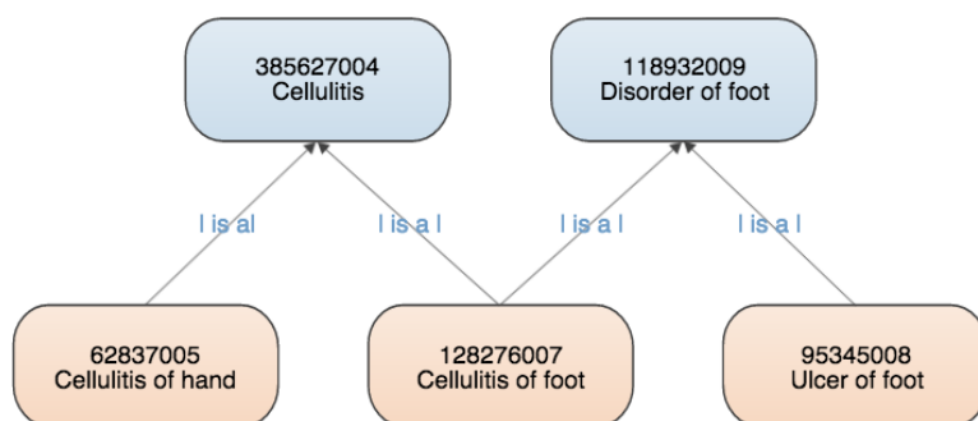 385627004
Cellulitis
118932009
Disorder of foot
| is a|
| is a |
| is a |
| is a |
62837005
Cellulitis of hand
128276007
Cellulitis of foot
95345008
Ulcer of foot